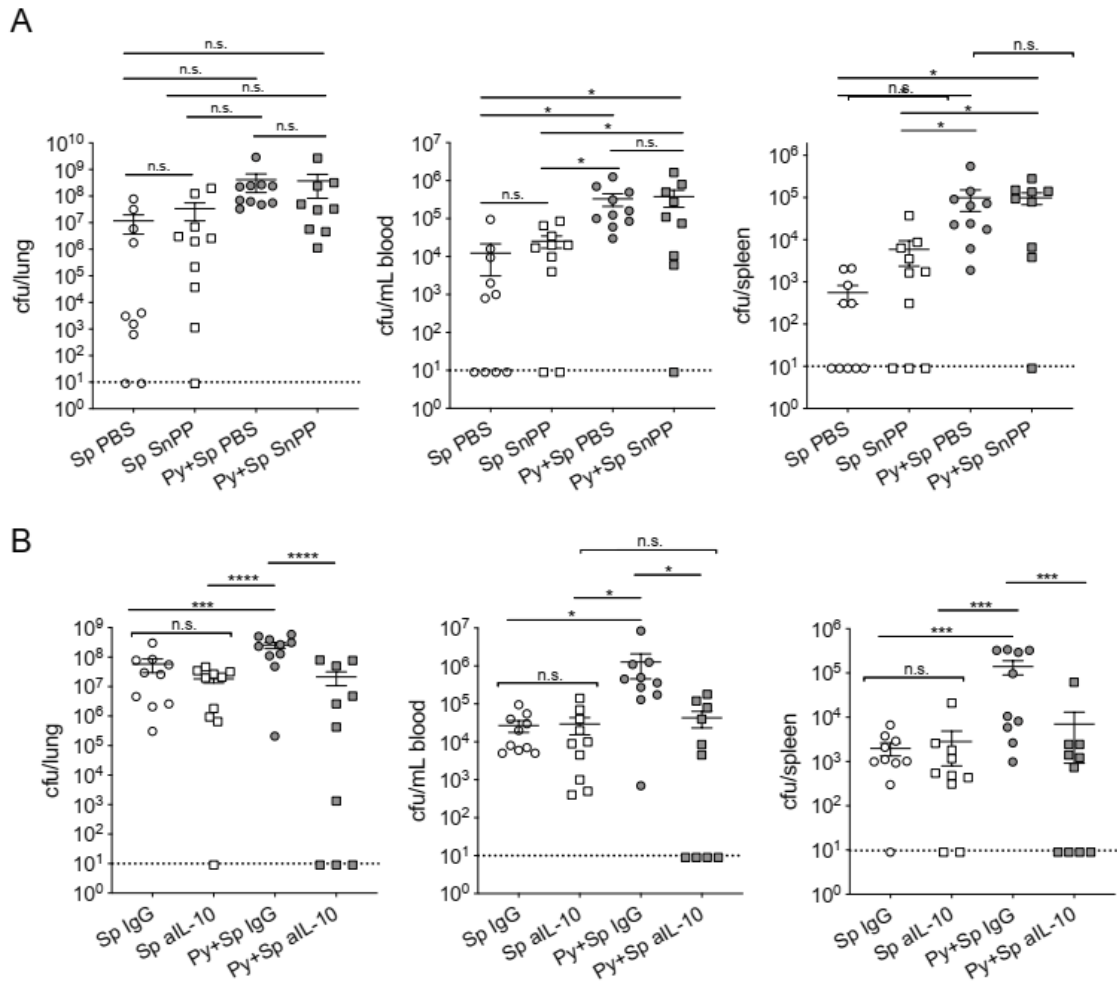 A
n.s.
n.s.
n.s.
n.s.
n.s.
n.s.
cfu/lung
10^10
10^9
10^8
10^7
10^6
10^5
10^4
10^3
10^2
10^1
10^0
Sp PBS
Sp SnPP
Py+Sp PBS
Py+Sp SnPP
*
*
*
n.s.
*
n.s.
cfu/mL blood
10^7
10^6
10^5
10^4
10^3
10^2
10^1
10^0
Sp PBS
Sp SnPP
Py+Sp PBS
Py+Sp SnPP
n.s.
*
n.s.
*
*
*
cfu/spleen
10^6
10^5
10^4
10^3
10^2
10^1
10^0
Sp PBS
Sp SnPP
Py+Sp PBS
Py+Sp SnPP
B
****
****
***
n.s.
cfu/lung
10^9
10^8
10^7
10^6
10^5
10^4
10^3
10^2
10^1
10^0
Sp IgG
Sp aIL-10
Py+Sp IgG
Py+Sp aIL-10
n.s.
*
*
*
n.s.
cfu/mL blood
10^7
10^6
10^5
10^4
10^3
10^2
10^1
10^0
Sp IgG
Sp aIL-10
Py+Sp IgG
Py+Sp aIL-10
***
***
***
n.s.
cfu/spleen
10^6
10^5
10^4
10^3
10^2
10^1
10^0
Sp IgG
Sp aIL-10
Py+Sp IgG
Py+Sp aIL-10